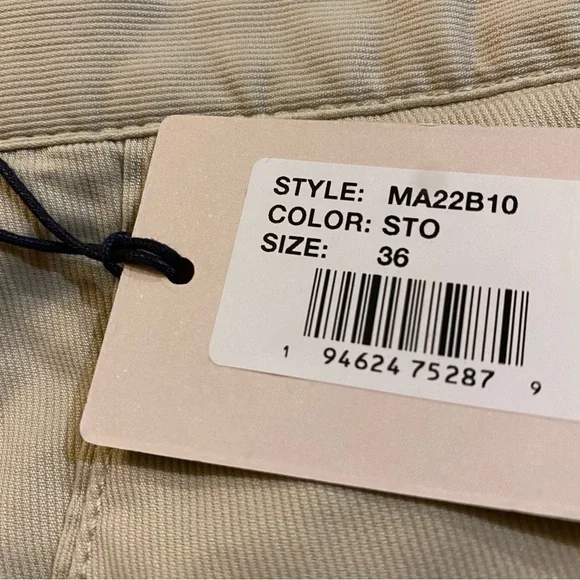 STYLE: MA22B10
COLOR: STO
SIZE: 36
1 94624 75287 9